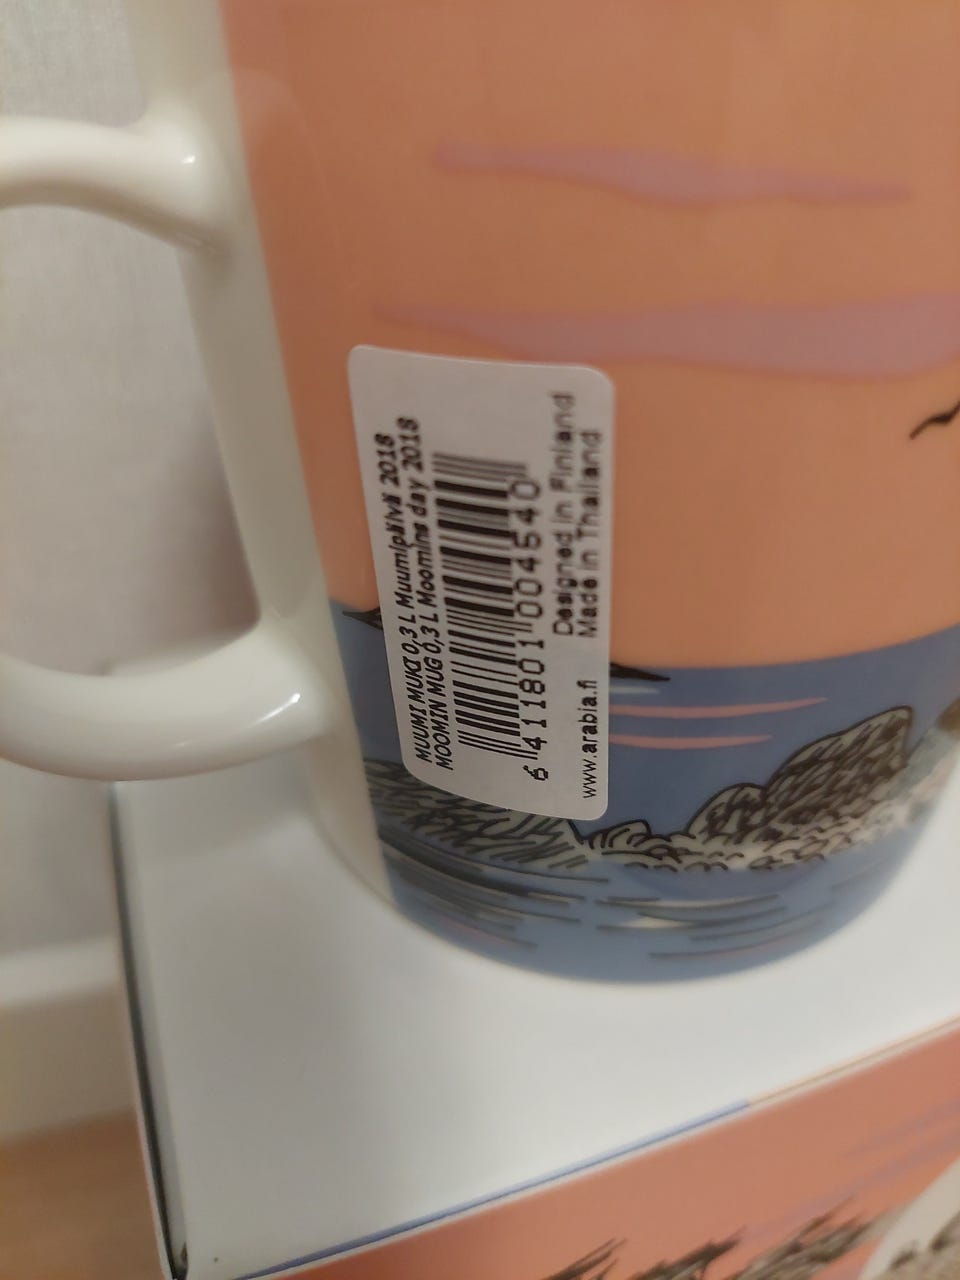 MUUMI MUKI 0,3 L Muumipäivä 2018
MOOMIN MUG 0,3 L Moomins day 2018
6 411801 004540
Designed in Finland
Made in Thailand
www.arabia.fi